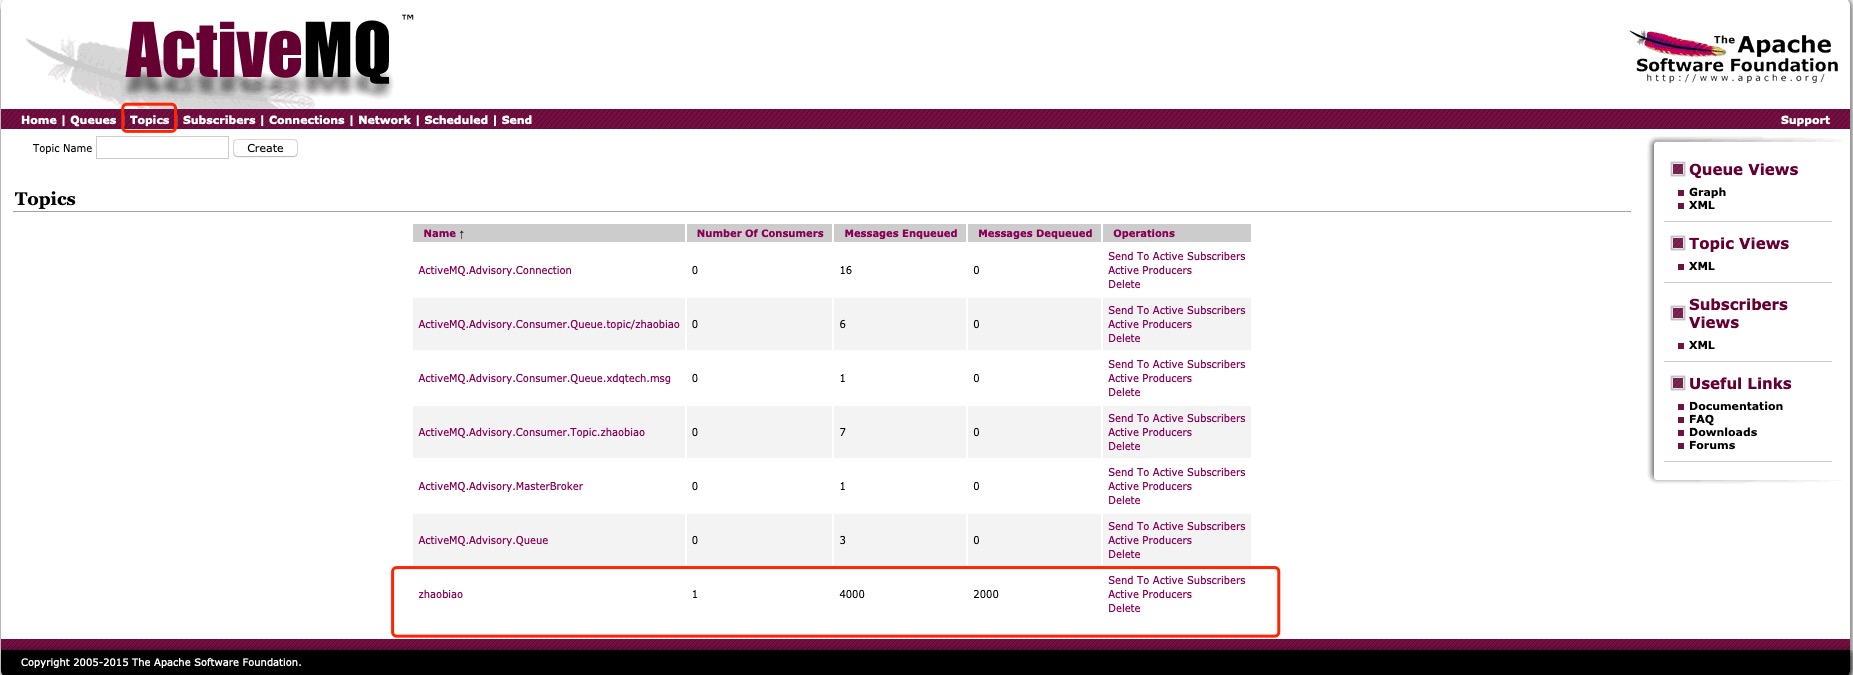 ActiveMQ ™
The Apache
Software Foundation
http://www.apache.org/
Home | Queues Topics Subscribers | Connections | Network | Scheduled | Send
Support
Topic Name Create
Topics
Name ↑ Number Of Consumers Messages Enqueued Messages Dequeued Operations
ActiveMQ.Advisory.Connection 0 16 0
Send To Active Subscribers
Active Producers
Delete
ActiveMQ.Advisory.Consumer.Queue.topic/zhaobiao 0 6 0
Send To Active Subscribers
Active Producers
Delete
ActiveMQ.Advisory.Consumer.Queue.xdqtech.msg 0 1 0
Send To Active Subscribers
Active Producers
Delete
ActiveMQ.Advisory.Consumer.Topic.zhaobiao 0 7 0
Send To Active Subscribers
Active Producers
Delete
ActiveMQ.Advisory.MasterBroker 0 1 0
Send To Active Subscribers
Active Producers
Delete
ActiveMQ.Advisory.Queue 0 3 0
Send To Active Subscribers
Active Producers
Delete
zhaobiao 1 4000 2000
Send To Active Subscribers
Active Producers
Delete
Queue Views
Graph
XML
Topic Views
XML
Subscribers
Views
XML
Useful Links
Documentation
FAQ
Downloads
Forums
Copyright 2005-2015 The Apache Software Foundation.